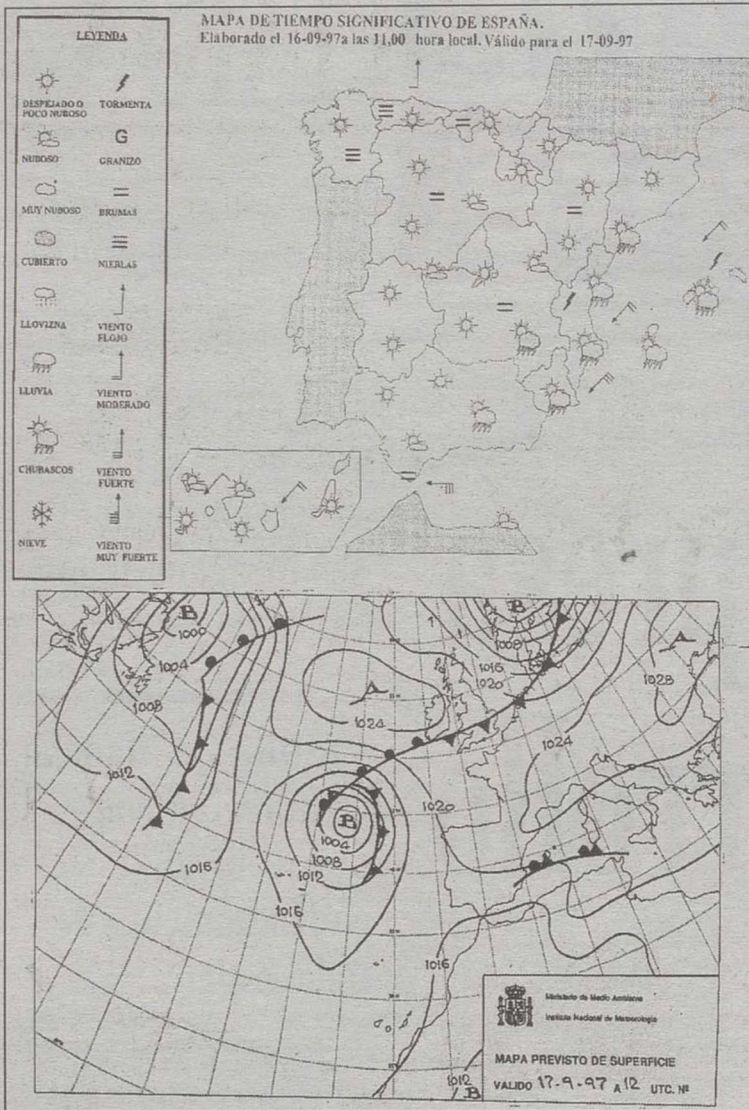 MAPA DE TIEMPO SIGNIFICATIVO DE ESPAÑA.
Elaborado el 16-09-97a las 11,00 hora local. Válido para el 17-09-97
LEYENDA
DESPEJADO O
POCO NUBOSO
TORMENTA
NUBOSO
G
GRANIZO
MUY NUBOSO
BRUMAS
CUBIERTO
NIEBLAS
LLOVIZNA
VIENTO
FLOJO
LLUVIA
VIENTO
MODERADO
CHUBASCOS
VIENTO
FUERTE
NIEVE
VIENTO
MUY FUERTE
B
1000
1004
1008
1012
1016
A
1024
B
1008
1016
1020
A
1028
1024
1020
B
1004
1008
1012
1016
1016
1012
B
Ministerio de Medio Ambiente
Instituto Nacional de Meteorología
MAPA PREVISTO DE SUPERFICIE
VALIDO 17-9-97 A 12 UTC. Nº